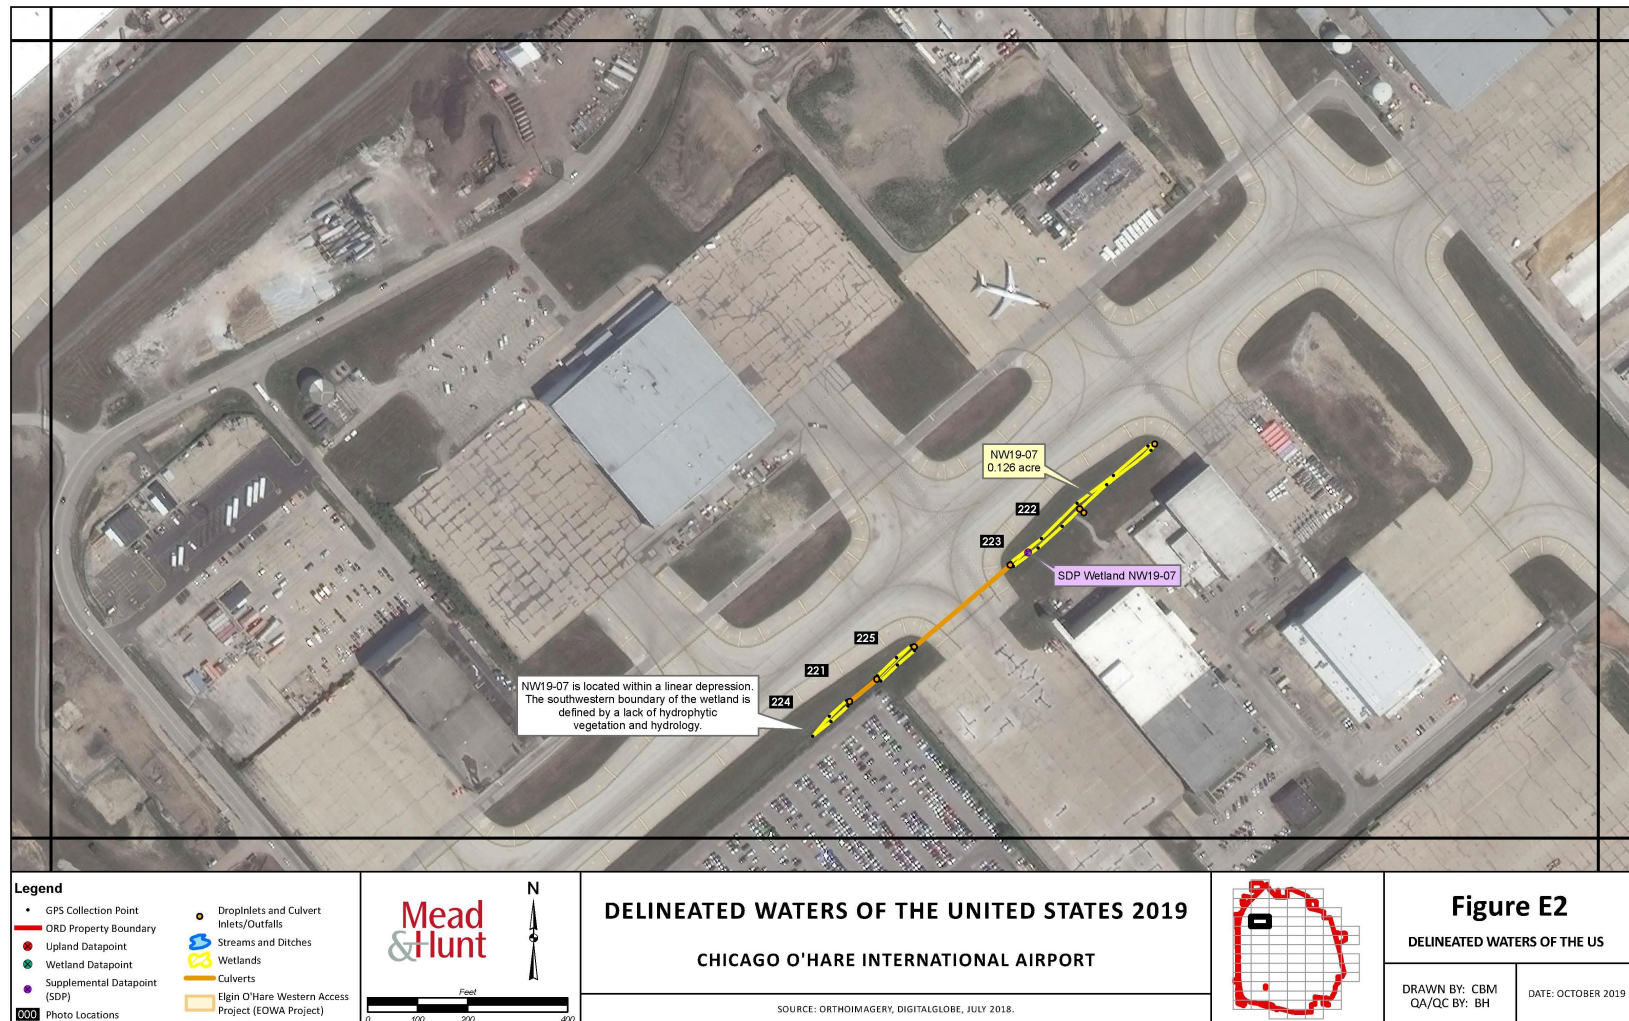 NW19-07
0.126 acre
222
223
SDP Wetland NW19-07
225
221
224
NW19-07 is located within a linear depression.
The southwestern boundary of the wetland is
defined by a lack of hydrophytic
vegetation and hydrology.
Legend
GPS Collection Point
ORD Property Boundary
Upland Datapoint
Wetland Datapoint
Supplemental Datapoint
(SDP)
000 Photo Locations
DropInlets and Culvert
Inlets/Outfalls
Streams and Ditches
Wetlands
Culverts
Elgin O'Hare Western Access
Project (EOWA Project)
Mead
&Hunt
N
Feet
0 100 200 400
DELINEATED WATERS OF THE UNITED STATES 2019
CHICAGO O'HARE INTERNATIONAL AIRPORT
SOURCE: ORTHOIMAGERY, DIGITALGLOBE, JULY 2018.
Figure E2
DELINEATED WATERS OF THE US
DRAWN BY: CBM
QA/QC BY: BH
DATE: OCTOBER 2019